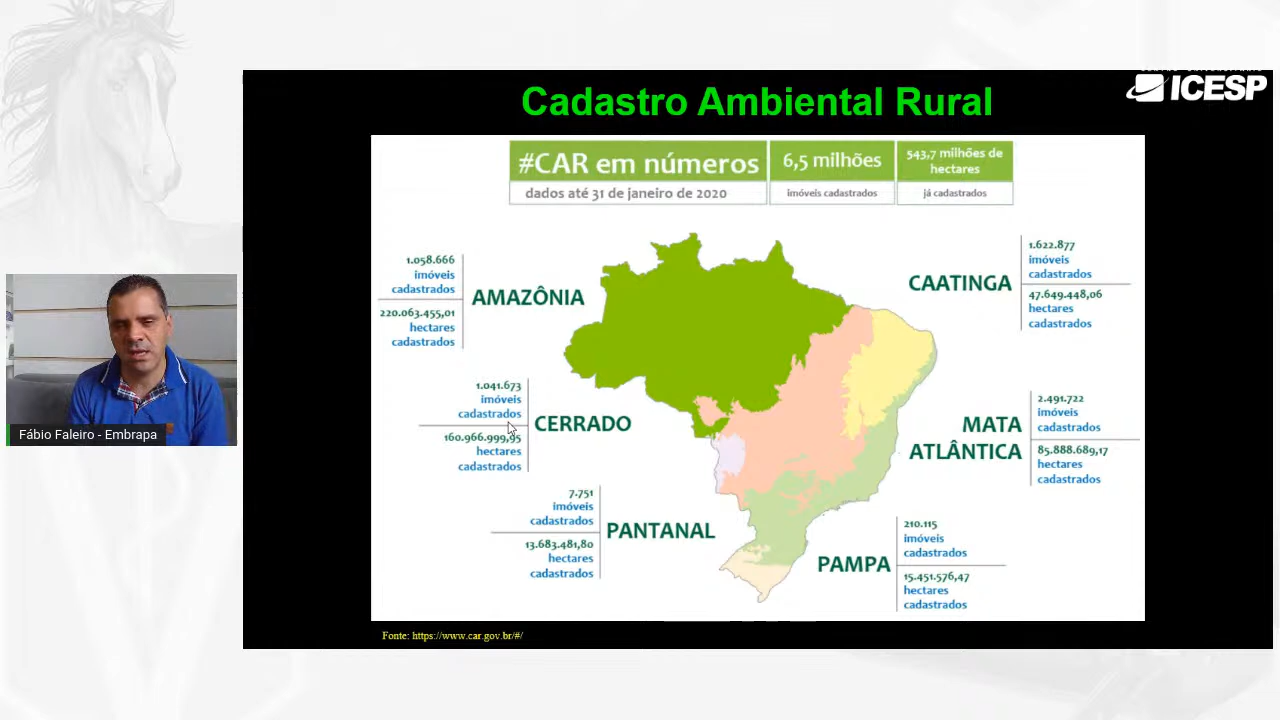 ICESP
Cadastro Ambiental Rural
#CAR em números
dados até 31 de janeiro de 2020
6,5 milhões
imóveis cadastrados
543,7 milhões de
hectares
já cadastrados
1.058.666
imóveis
cadastrados
220.063.455,01
hectares
cadastrados
AMAZÔNIA
CAATINGA
1.622.877
imóveis
cadastrados
47.649.448,06
hectares
cadastrados
1.041.673
imóveis
cadastrados
160.966.999,95
hectares
cadastrados
CERRADO
MATA
ATLÂNTICA
2.491.722
imóveis
cadastrados
85.888.689,17
hectares
cadastrados
7.751
imóveis
cadastrados
13.683.481,80
hectares
cadastrados
PANTANAL
PAMPA
210.115
imóveis
cadastrados
15.451.576,47
hectares
cadastrados
Fonte: https://www.car.gov.br/#/
Fábio Faleiro - Embrapa